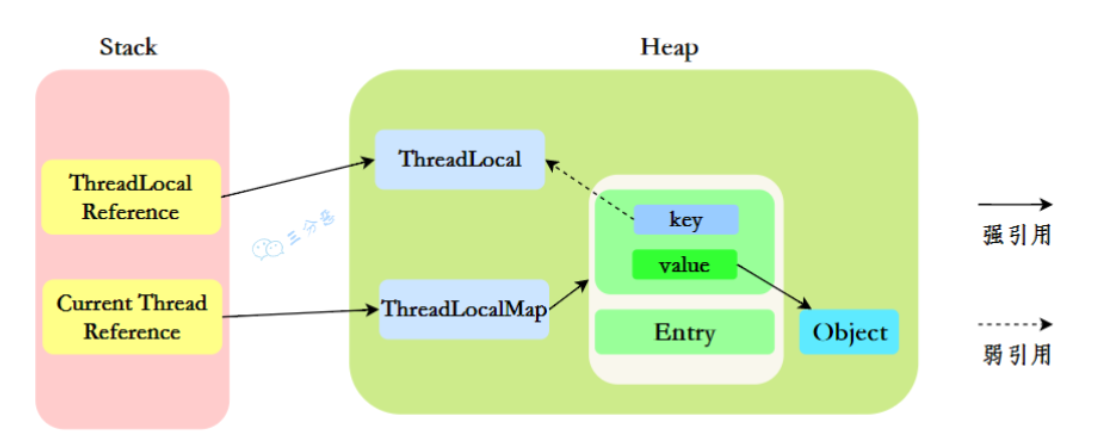 Stack
Heap
ThreadLocal
Reference
ThreadLocal
key
value
强引用
三分恶
Current Thread
Reference
ThreadLocalMap
Entry
Object
弱引用